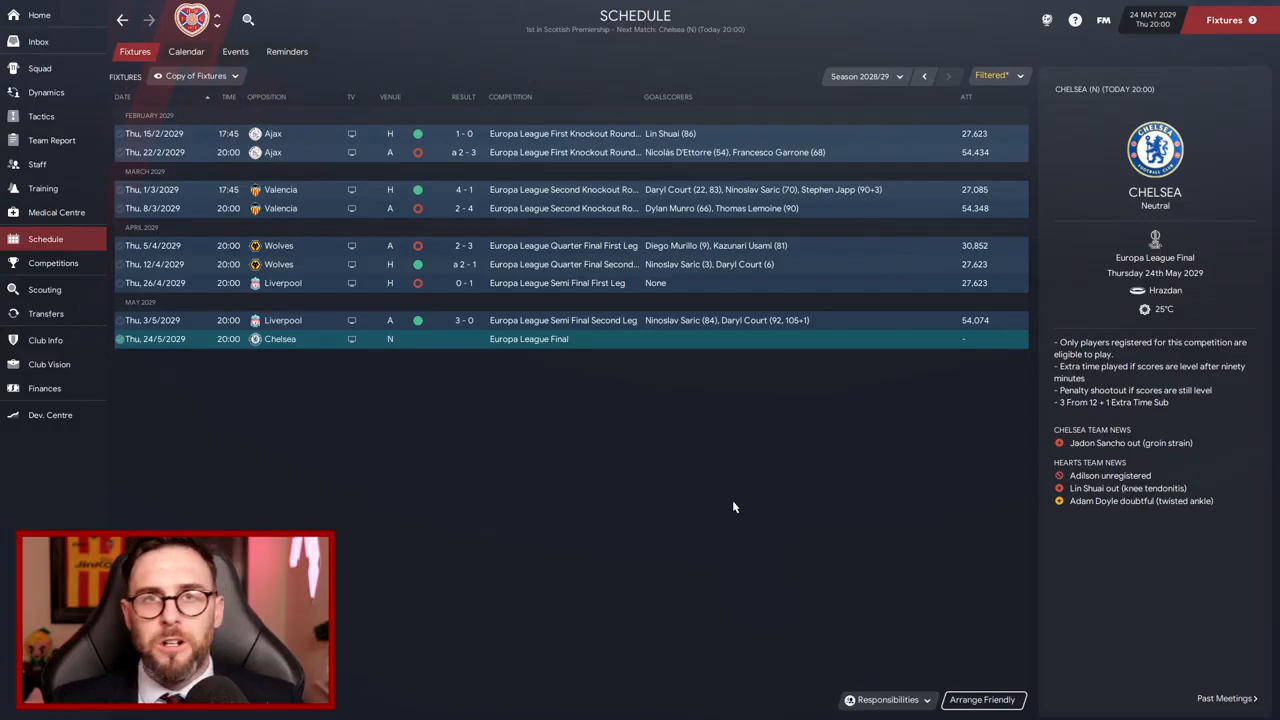 Home
SCHEDULE
1st in Scottish Premiership - Next Match: Chelsea (N) (Today 20:00)
FM
24 MAY 2029
Thu 20:00
Fixtures
Inbox
Squad
Dynamics
Tactics
Team Report
Staff
Training
Medical Centre
Schedule
Competitions
Scouting
Transfers
Club Info
Club Vision
Finances
Dev. Centre
Fixtures Calendar Events Reminders
FIXTURES Copy of Fixtures Season 2028/29 Filtered*
DATE TIME OPPOSITION TV VENUE RESULT COMPETITION GOALSCORERS ATT
FEBRUARY 2029
Thu, 15/2/2029 17:45 Ajax H 1 - 0 Europa League First Knockout Round... Lin Shuai (86) 27,623
Thu, 22/2/2029 20:00 Ajax A a 2 - 3 Europa League First Knockout Round... Nicolás D'Ettorre (54), Francesco Garrone (68) 54,434
MARCH 2029
Thu, 1/3/2029 17:45 Valencia H 4 - 1 Europa League Second Knockout Ro... Daryl Court (22, 83), Ninoslav Saric (70), Stephen Japp (90+3) 27,085
Thu, 8/3/2029 20:00 Valencia A 2 - 4 Europa League Second Knockout Ro... Dylan Munro (66), Thomas Lemoine (90) 54,348
APRIL 2029
Thu, 5/4/2029 20:00 Wolves A 2 - 3 Europa League Quarter Final First Leg Diego Murillo (9), Kazunari Usami (81) 30,852
Thu, 12/4/2029 20:00 Wolves H a 2 - 1 Europa League Quarter Final Second... Ninoslav Saric (3), Daryl Court (6) 27,623
Thu, 26/4/2029 20:00 Liverpool H 0 - 1 Europa League Semi Final First Leg None 27,623
MAY 2029
Thu, 3/5/2029 20:00 Liverpool A 3 - 0 Europa League Semi Final Second Leg Ninoslav Saric (84), Daryl Court (92, 105+1) 54,074
Thu, 24/5/2029 20:00 Chelsea N Europa League Final -
CHELSEA (N) (TODAY 20:00)
CHELSEA
Neutral
Europa League Final
Thursday 24th May 2029
Hrazdan
25°C
- Only players registered for this competition are
eligible to play.
- Extra time played if scores are level after ninety
minutes
- Penalty shootout if scores are still level
- 3 From 12 + 1 Extra Time Sub
CHELSEA TEAM NEWS
Jadon Sancho out (groin strain)
HEARTS TEAM NEWS
Adílson unregistered
Lin Shuai out (knee tendonitis)
Adam Doyle doubtful (twisted ankle)
Responsibilities Arrange Friendly
Past Meetings